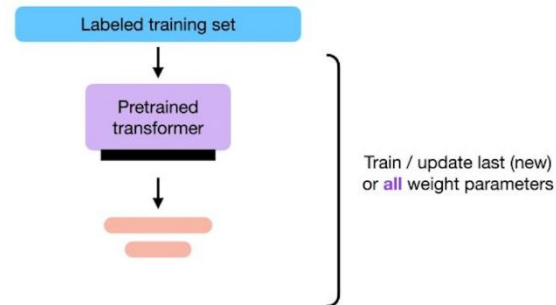 Labeled training set
Pretrained
transformer
Train / update last (new)
or all weight parameters